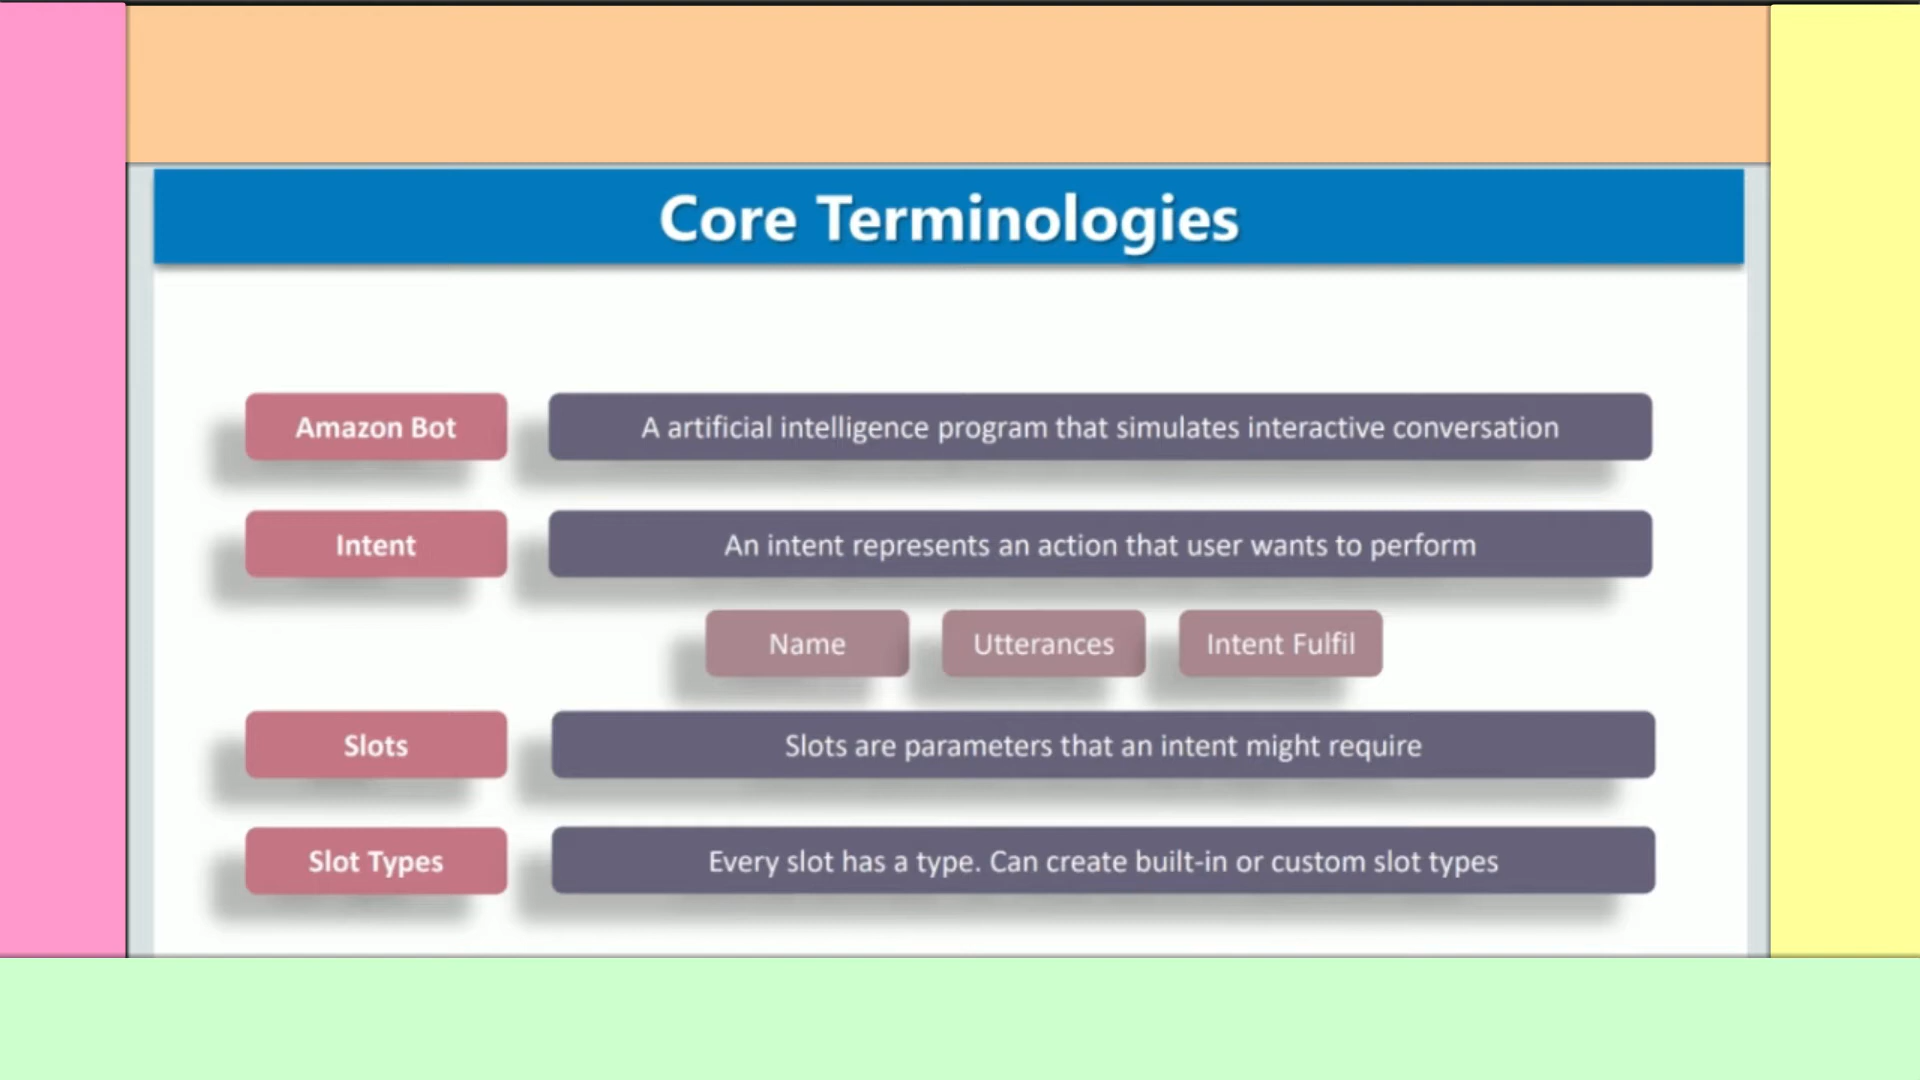 Core Terminologies
Amazon Bot
A artificial intelligence program that simulates interactive conversation
Intent
An intent represents an action that user wants to perform
Name
Utterances
Intent Fulfil
Slots
Slots are parameters that an intent might require
Slot Types
Every slot has a type. Can create built-in or custom slot types